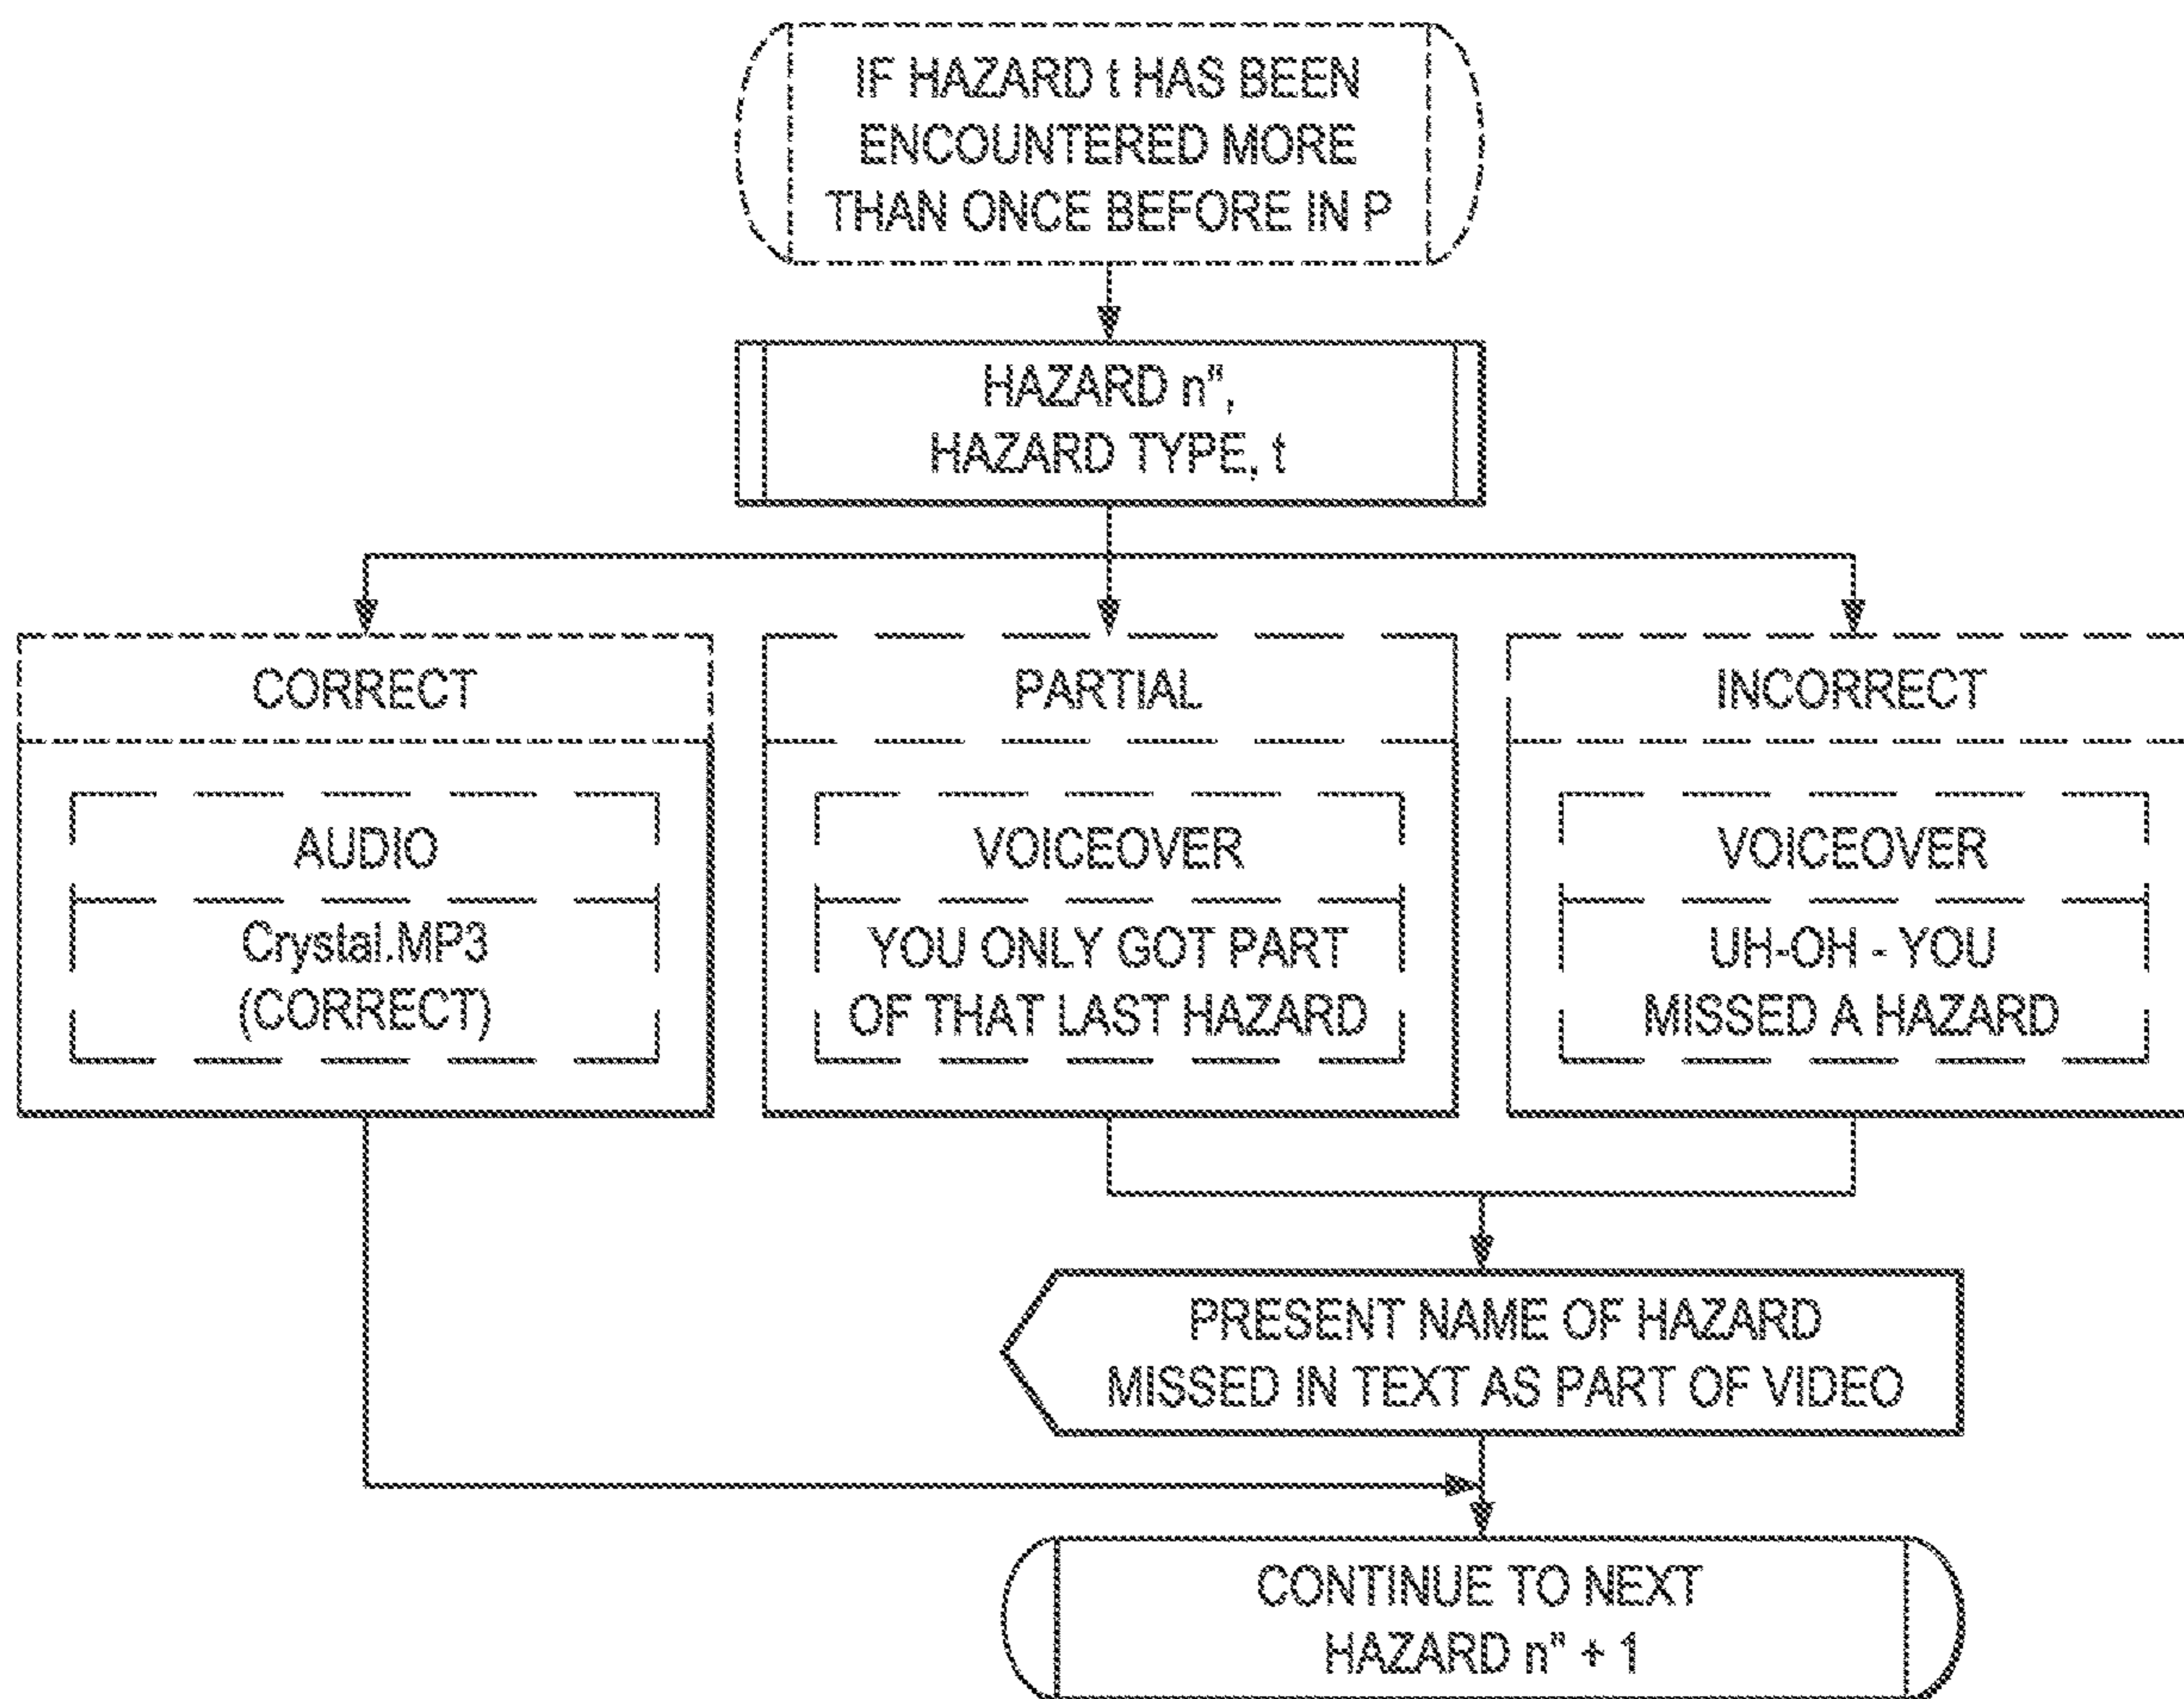 IF HAZARD t HAS BEEN
ENCOUNTERED MORE
THAN ONCE BEFORE IN P
HAZARD n",
HAZARD TYPE, t
CORRECT
AUDIO
Crystal.MP3
(CORRECT)
PARTIAL
VOICEOVER
YOU ONLY GOT PART
OF THAT LAST HAZARD
INCORRECT
VOICEOVER
UH-OH - YOU
MISSED A HAZARD
PRESENT NAME OF HAZARD
MISSED IN TEXT AS PART OF VIDEO
CONTINUE TO NEXT
HAZARD n" + 1